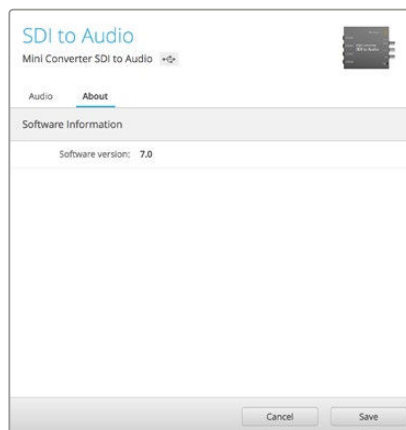 SDI to Audio
Mini Converter SDI to Audio
Audio About
Software Information
Software version: 7.0
Cancel Save